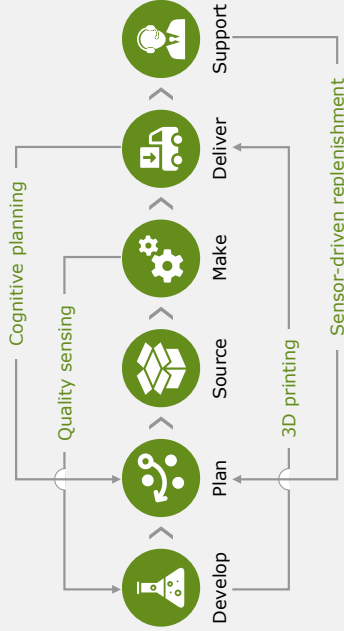 Cognitive planning
Quality sensing
Develop
Plan
Source
Make
Deliver
Support
3D printing
Sensor-driven replenishment